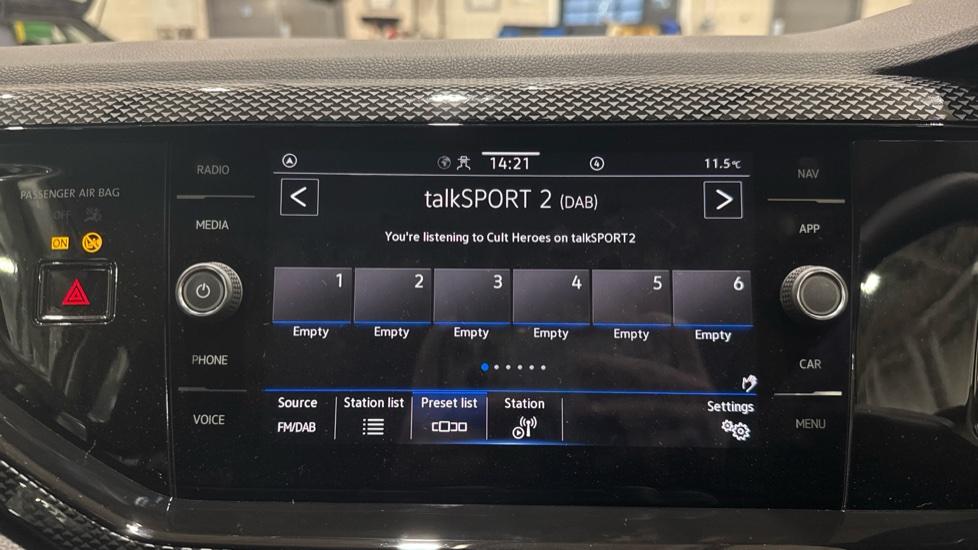 PASSENGER AIR BAG
OFF
ON
RADIO
MEDIA
PHONE
VOICE
14:21
4
11.5°C
talkSPORT 2 (DAB)
You're listening to Cult Heroes on talkSPORT2
1 2 3 4 5 6
Empty Empty Empty Empty Empty Empty
Source Station list Preset list Station Settings
FM/DAB
NAV
APP
CAR
MENU